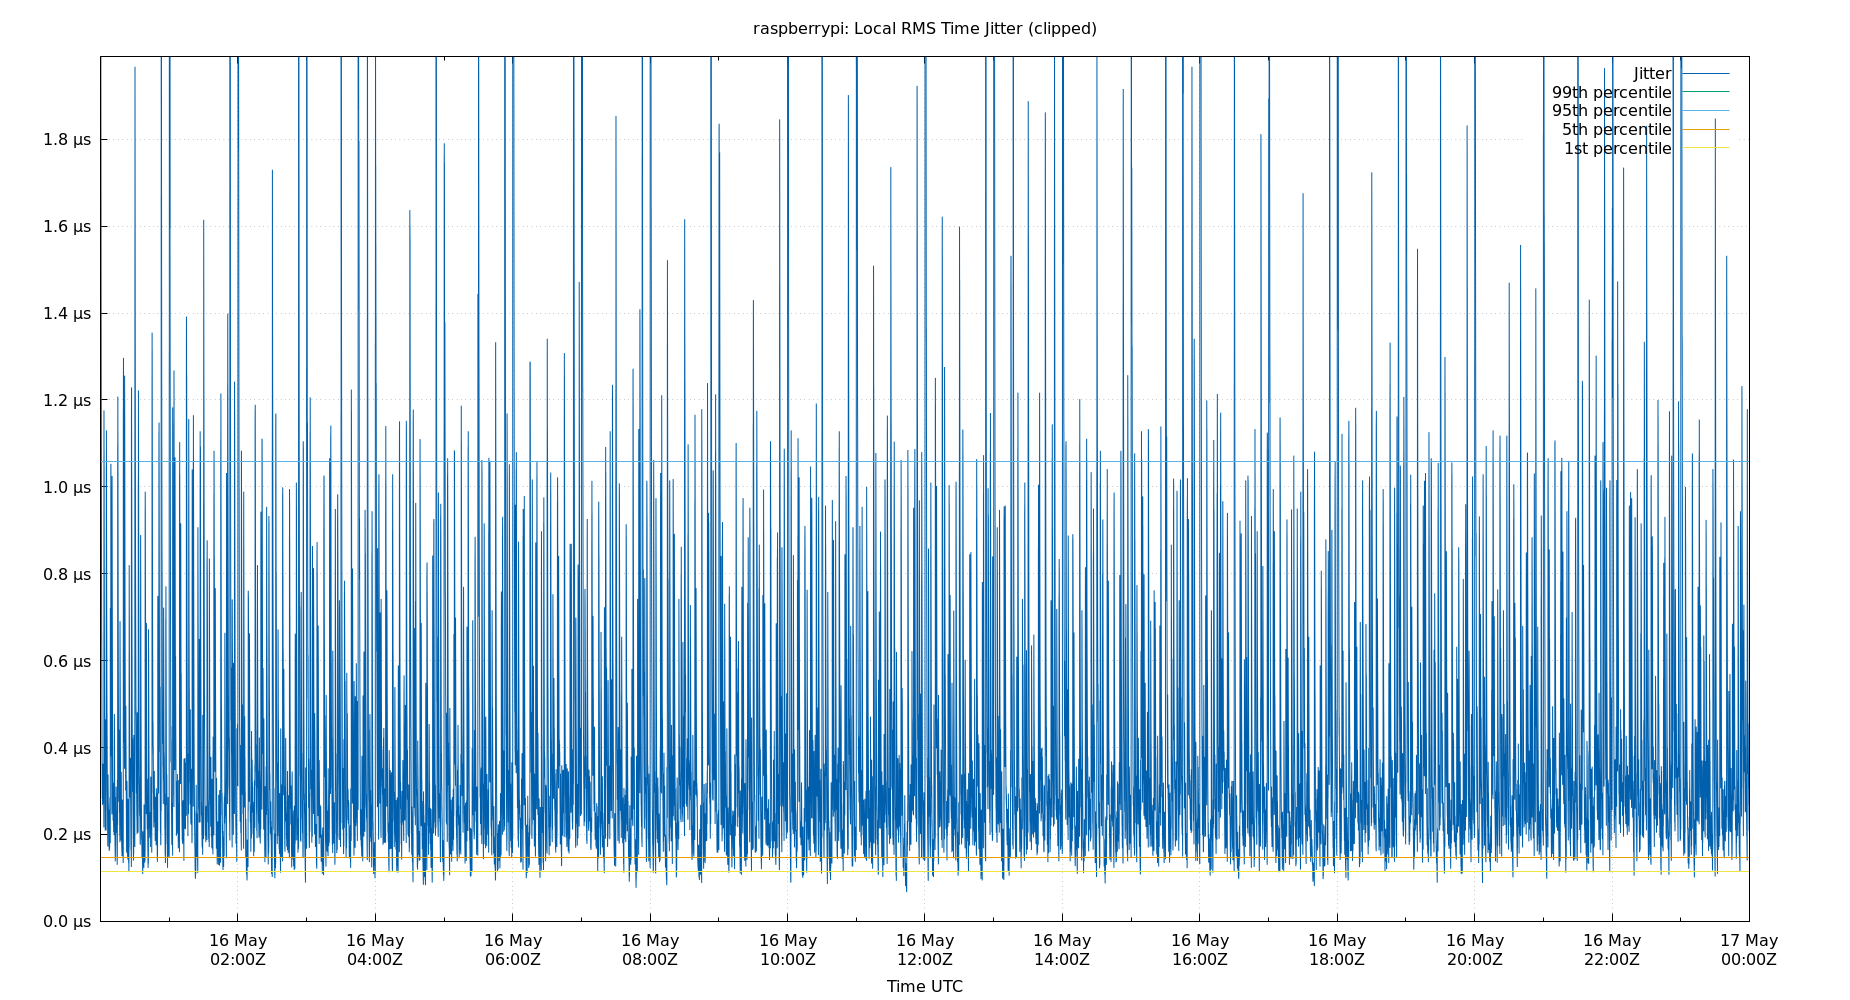 raspberrypi: Local RMS Time Jitter (clipped)
Jitter
99th percentile
95th percentile
5th percentile
1st percentile
1.8 µs
1.6 µs
1.4 µs
1.2 µs
1.0 µs
0.8 µs
0.6 µs
0.4 µs
0.2 µs
0.0 µs
16 May 16 May 16 May 16 May 16 May 16 May 16 May 16 May 16 May 16 May 16 May 17 May
02:00Z 04:00Z 06:00Z 08:00Z 10:00Z 12:00Z 14:00Z 16:00Z 18:00Z 20:00Z 22:00Z 00:00Z
Time UTC